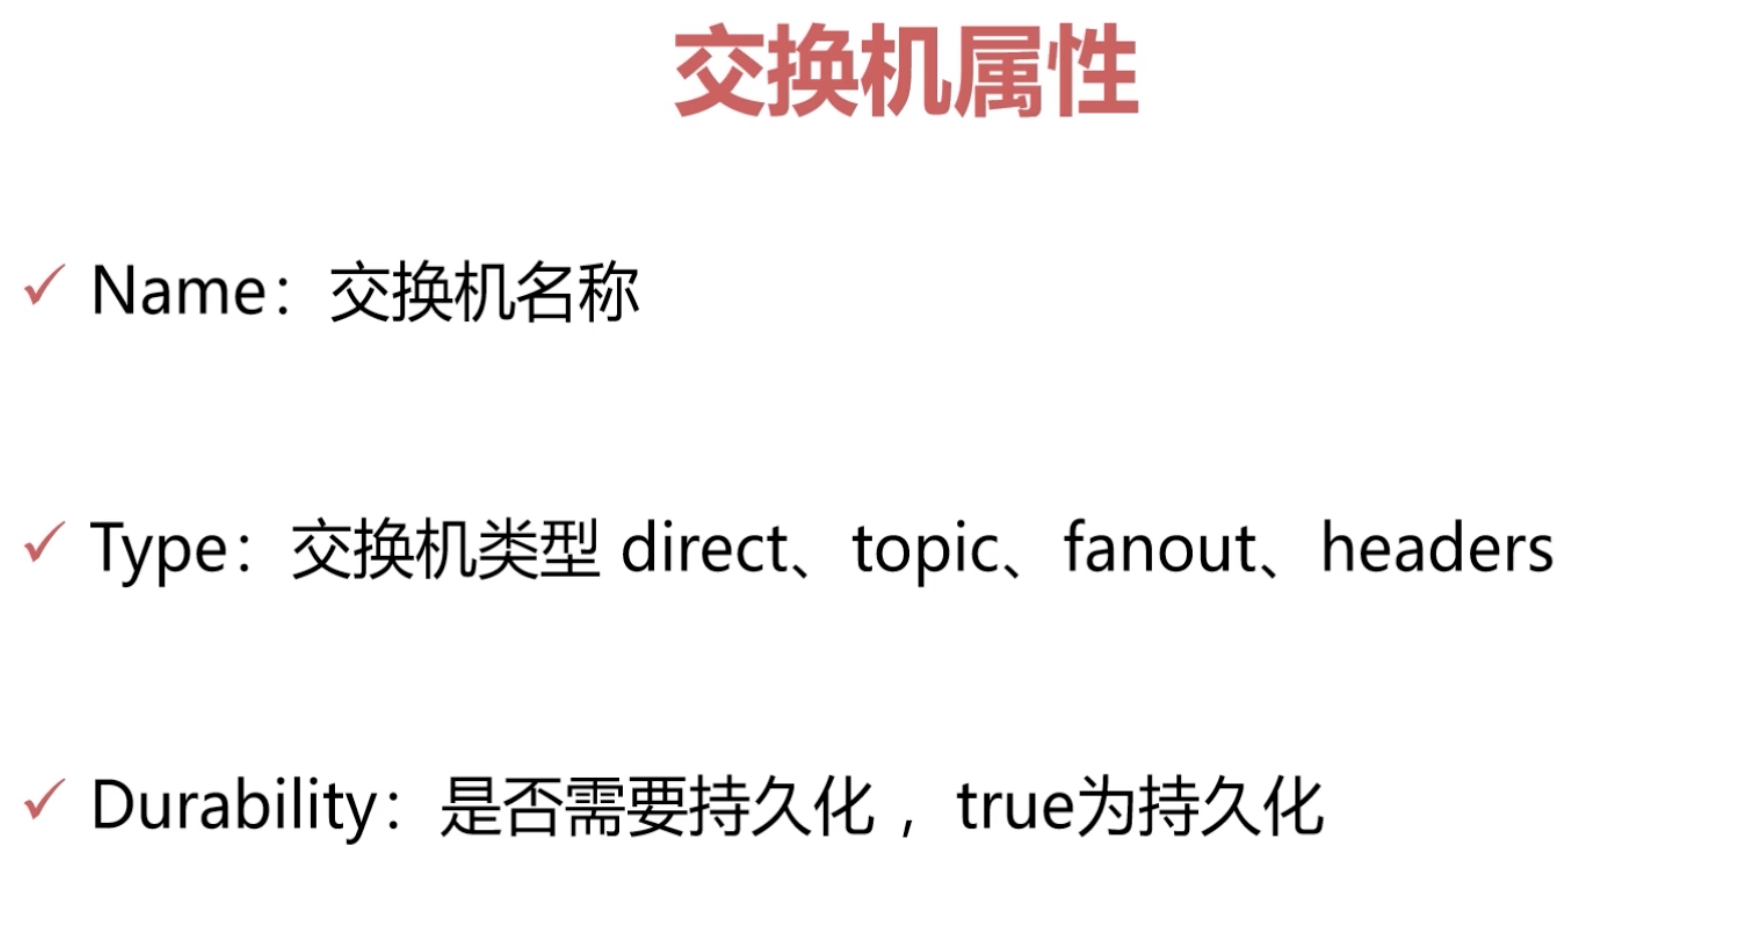 交换机属性
✓ Name：交换机名称
✓ Type：交换机类型 direct、topic、fanout、headers
✓ Durability：是否需要持久化 ，true为持久化